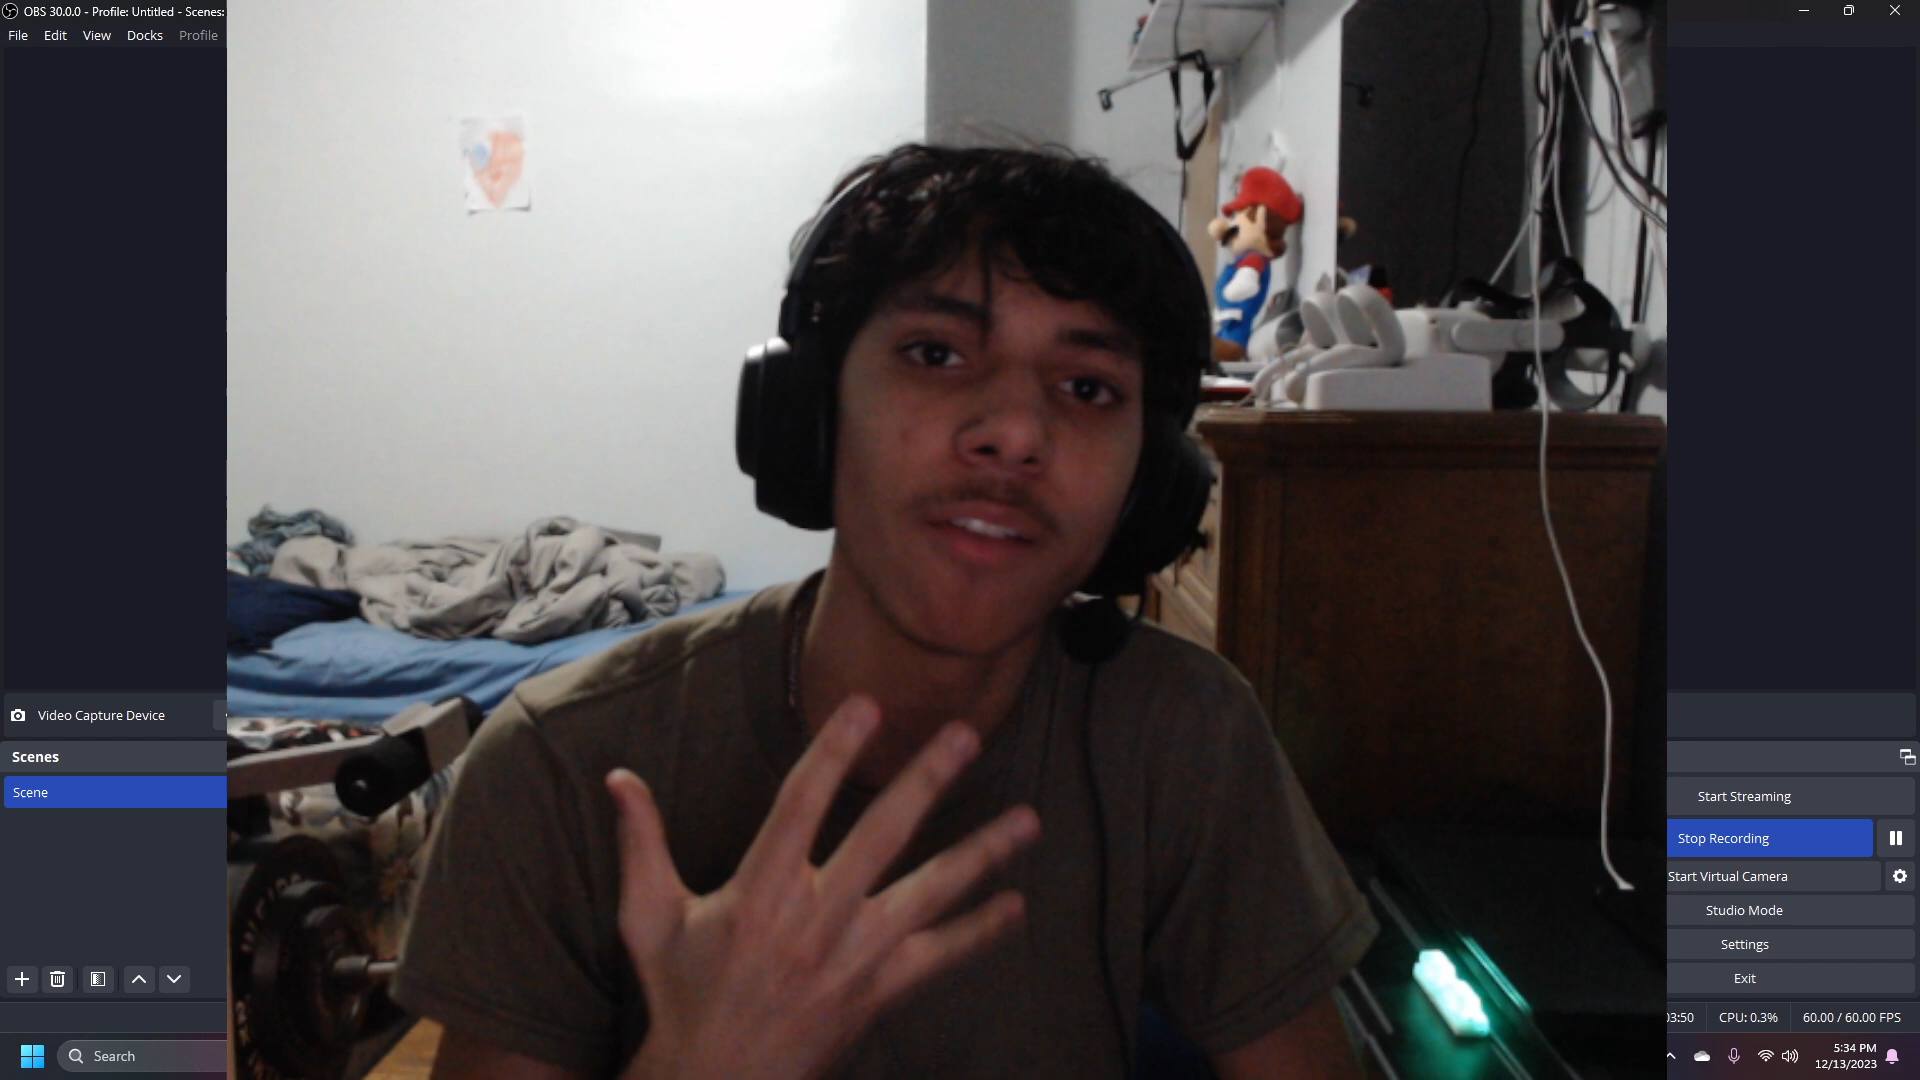 OBS 30.0.0 - Profile: Untitled - Scenes:
File Edit View Docks Profile
Video Capture Device
Scenes
Scene
Start Streaming
Stop Recording
Start Virtual Camera
Studio Mode
Settings
Exit
03:50 CPU: 0.3% 60.00 / 60.00 FPS
Search
5:34 PM
12/13/2023